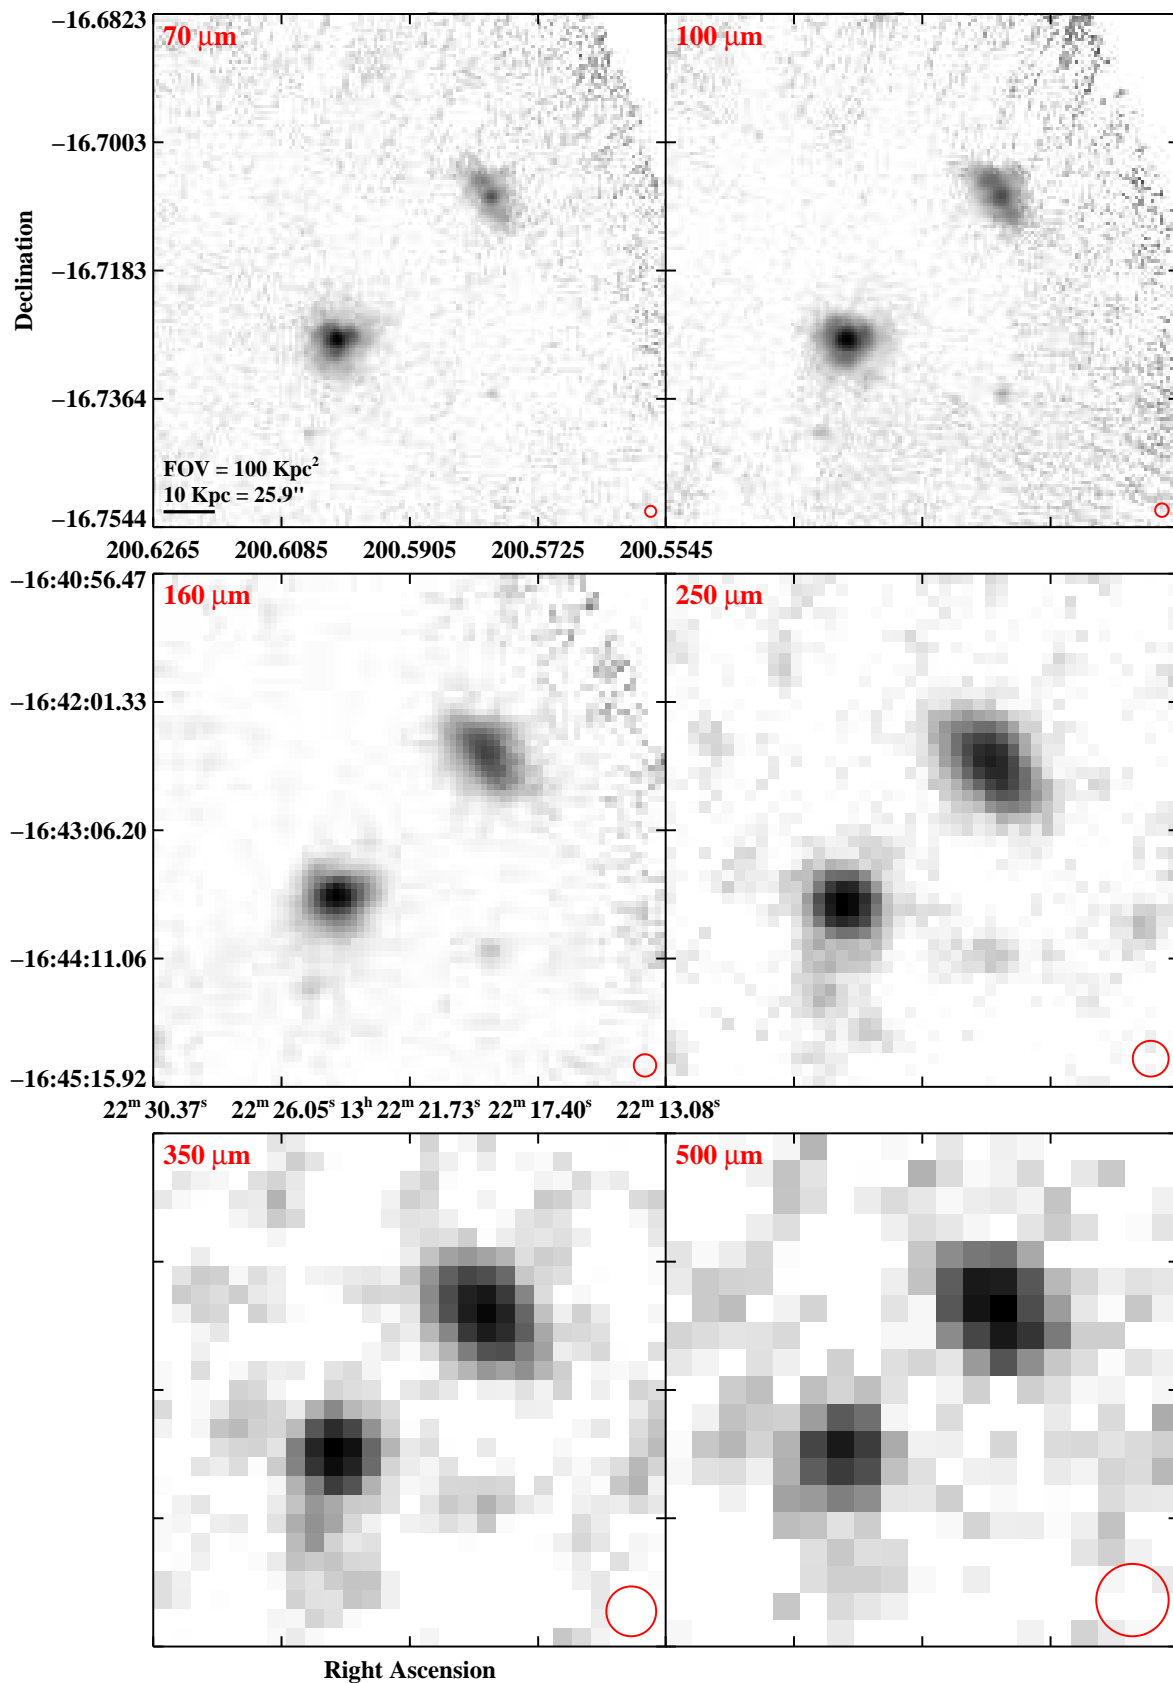 −16.6823
70 μm
100 μm
−16.7003
−16.7183
Declination
−16.7364
FOV = 100 Kpc²
10 Kpc = 25.9"
−16.7544
200.6265 200.6085 200.5905 200.5725 200.5545
−16:40:56.47
160 μm
250 μm
−16:42:01.33
−16:43:06.20
−16:44:11.06
−16:45:15.92
22ᵐ 30.37ˢ 22ᵐ 26.05ˢ 13ʰ 22ᵐ 21.73ˢ 22ᵐ 17.40ˢ 22ᵐ 13.08ˢ
350 μm
500 μm
Right Ascension